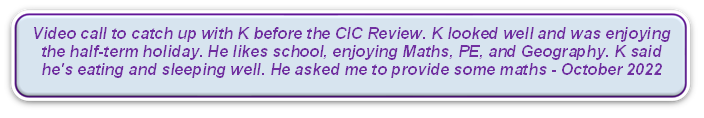 Video call to catch up with K before the CIC Review. K looked well and was enjoying
the half-term holiday. He likes school, enjoying Maths, PE, and Geography. K said
he's eating and sleeping well. He asked me to provide some maths - October 2022